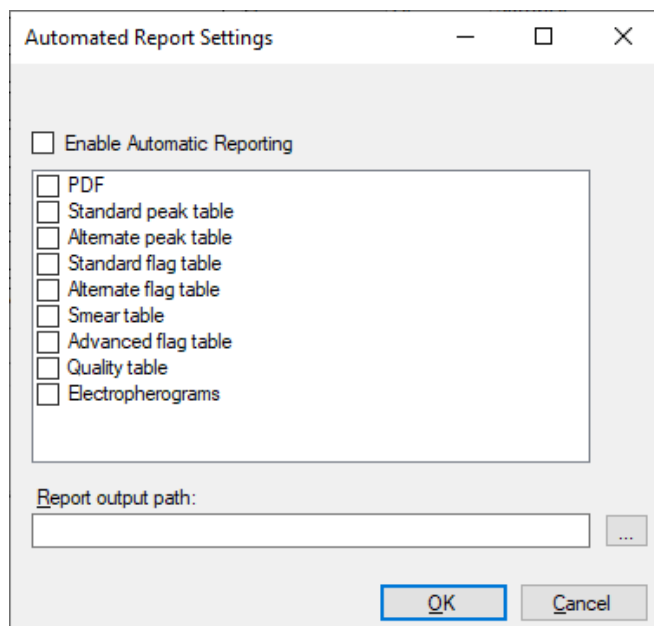 Automated Report Settings
Enable Automatic Reporting
PDF
Standard peak table
Alternate peak table
Standard flag table
Alternate flag table
Smear table
Advanced flag table
Quality table
Electropherograms
Report output path:
...
OK
Cancel